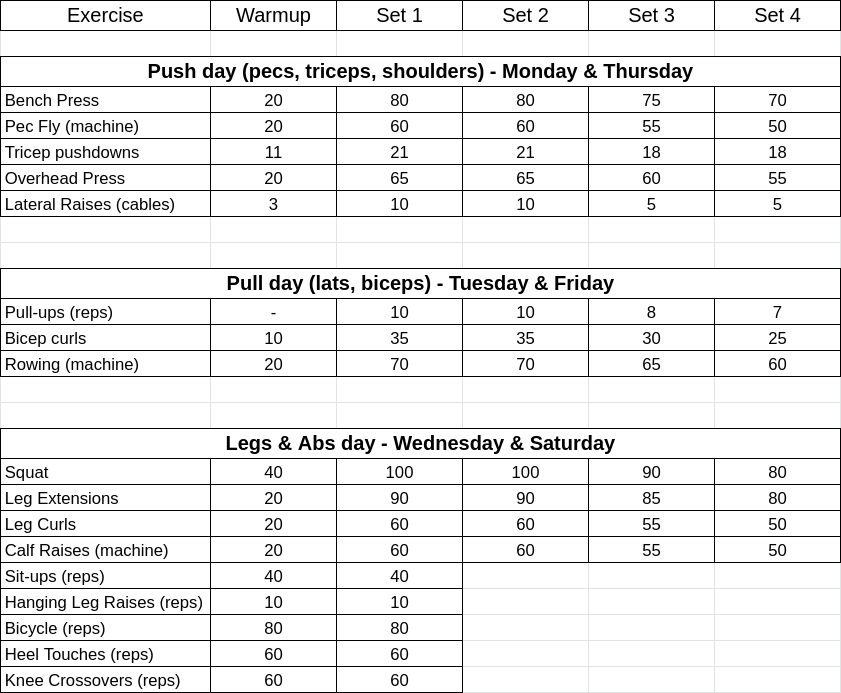 Exercise Warmup Set 1 Set 2 Set 3 Set 4
Push day (pecs, triceps, shoulders) - Monday & Thursday
Bench Press 20 80 80 75 70
Pec Fly (machine) 20 60 60 55 50
Tricep pushdowns 11 21 21 18 18
Overhead Press 20 65 65 60 55
Lateral Raises (cables) 3 10 10 5 5
Pull day (lats, biceps) - Tuesday & Friday
Pull-ups (reps) - 10 10 8 7
Bicep curls 10 35 35 30 25
Rowing (machine) 20 70 70 65 60
Legs & Abs day - Wednesday & Saturday
Squat 40 100 100 90 80
Leg Extensions 20 90 90 85 80
Leg Curls 20 60 60 55 50
Calf Raises (machine) 20 60 60 55 50
Sit-ups (reps) 40 40
Hanging Leg Raises (reps) 10 10
Bicycle (reps) 80 80
Heel Touches (reps) 60 60
Knee Crossovers (reps) 60 60